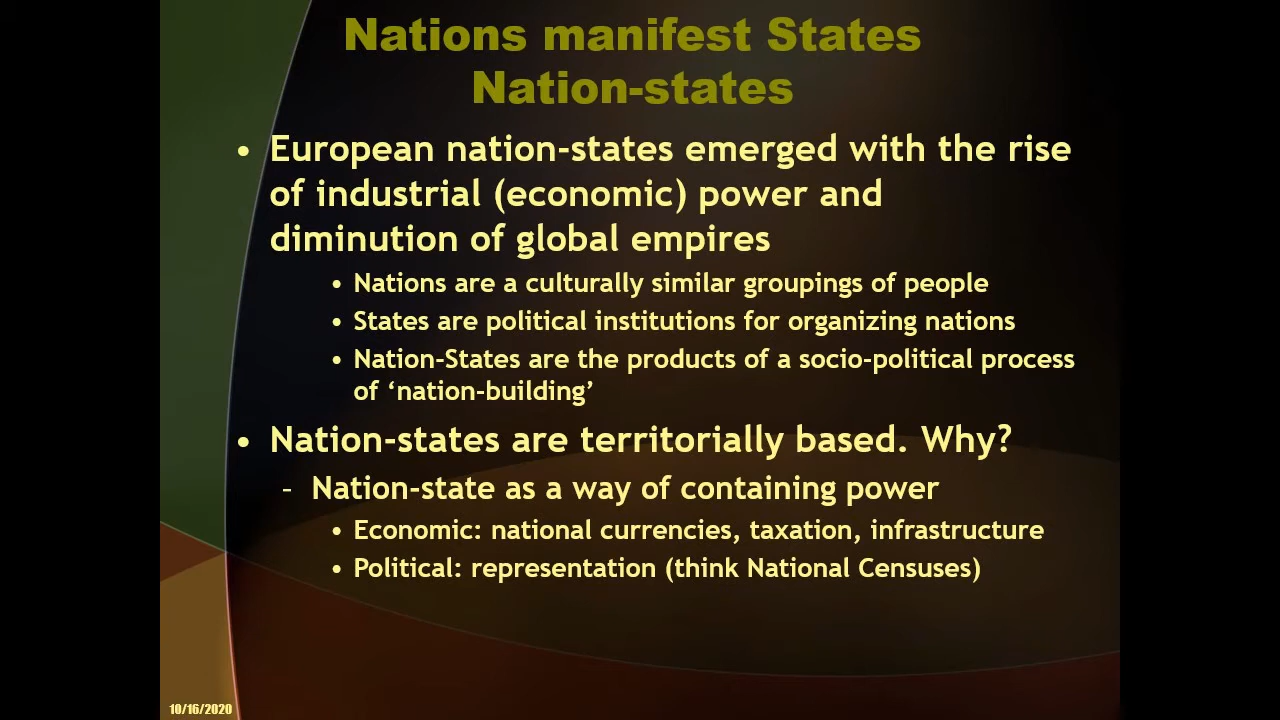 Nations manifest States
Nation-states
• European nation-states emerged with the rise
of industrial (economic) power and
diminution of global empires
• Nations are a culturally similar groupings of people
• States are political institutions for organizing nations
• Nation-States are the products of a socio-political process
of ‘nation-building’
• Nation-states are territorially based. Why?
– Nation-state as a way of containing power
• Economic: national currencies, taxation, infrastructure
• Political: representation (think National Censuses)
10/16/2020